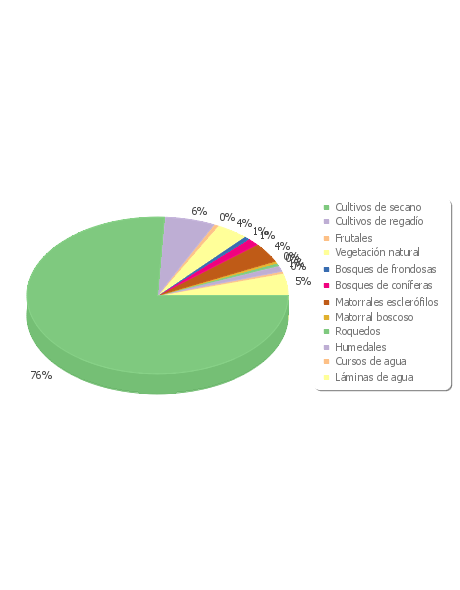 6%
0%
4%
1%
1%
4%
0%
0%
5%
76%
Cultivos de secano
Cultivos de regadío
Frutales
Vegetación natural
Bosques de frondosas
Bosques de coníferas
Matorrales esclerófilos
Matorral boscoso
Roquedos
Humedales
Cursos de agua
Láminas de agua